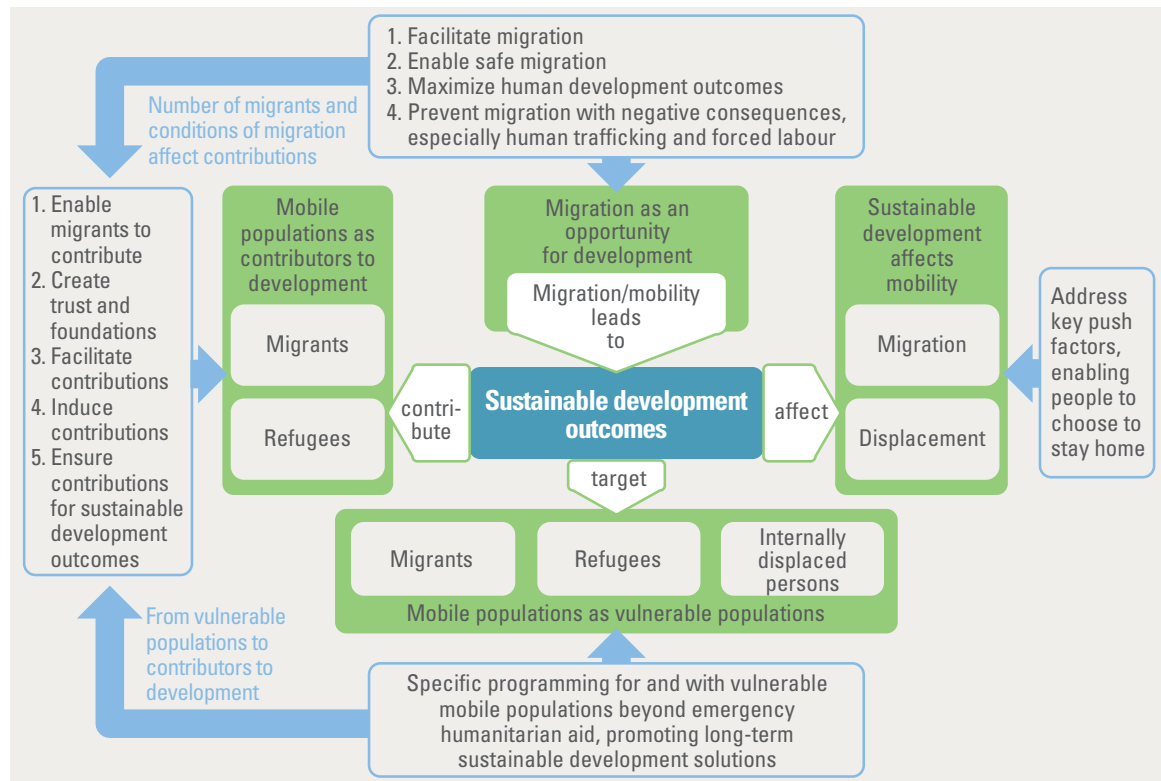 1. Facilitate migration
2. Enable safe migration
3. Maximize human development outcomes
4. Prevent migration with negative consequences,
especially human trafficking and forced labour
Number of migrants and
conditions of migration
affect contributions
1. Enable
migrants to
contribute
2. Create
trust and
foundations
3. Facilitate
contributions
4. Induce
contributions
5. Ensure
contributions
for sustainable
development
outcomes
Mobile
populations as
contributors to
development
Migrants
Refugees
Migration as an
opportunity
for development
Migration/mobility
leads
to
Sustainable
development
affects
mobility
Migration
Displacement
Address
key push
factors,
enabling
people to
choose to
stay home
contri-
bute
Sustainable development
outcomes
affect
target
Migrants
Refugees
Internally
displaced
persons
Mobile populations as vulnerable populations
From vulnerable
populations to
contributors to
development
Specific programming for and with vulnerable
mobile populations beyond emergency
humanitarian aid, promoting long-term
sustainable development solutions